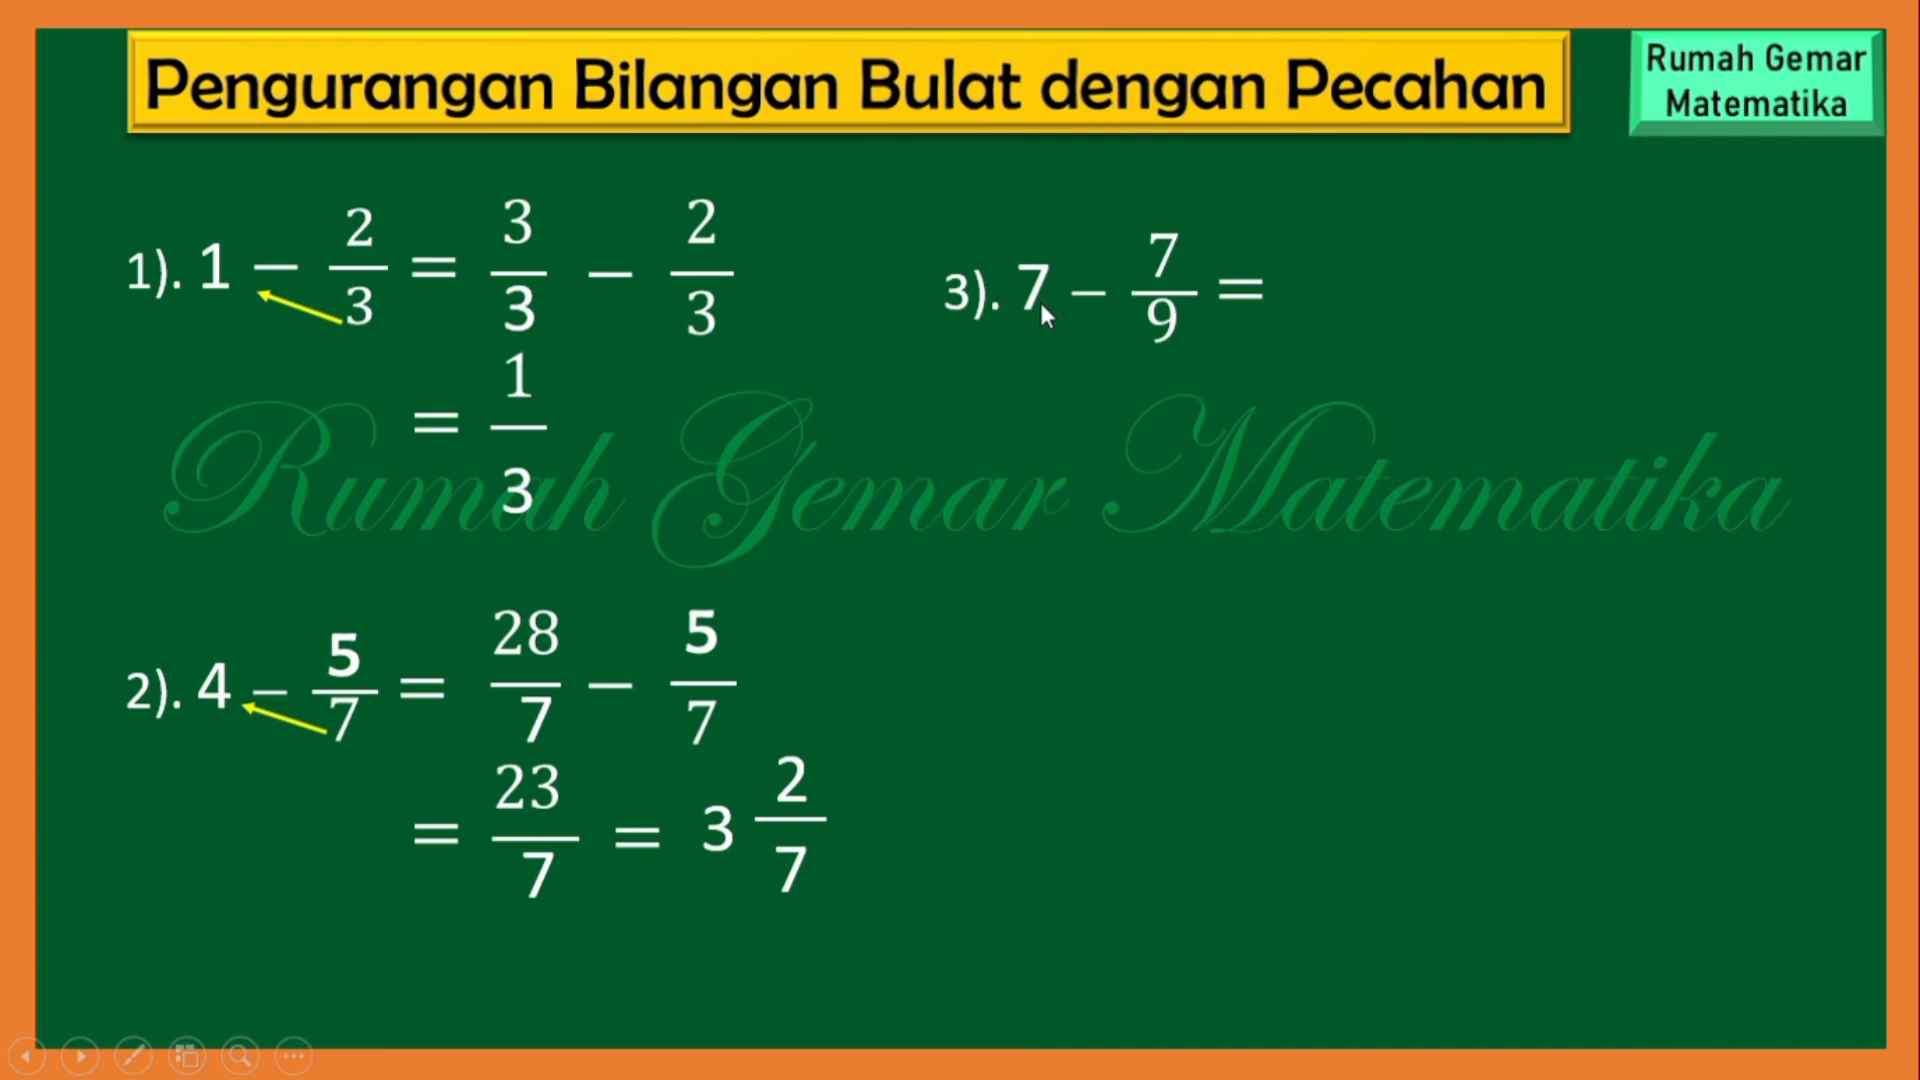 Pengurangan Bilangan Bulat dengan Pecahan
Rumah Gemar
Matematika
1). 1 − 2/3 = 3/3 − 2/3
= 1/3
2). 4 − 5/7 = 28/7 − 5/7
= 23/7 = 3 2/7
3). 7 − 7/9 =
Rumah Gemar Matematika